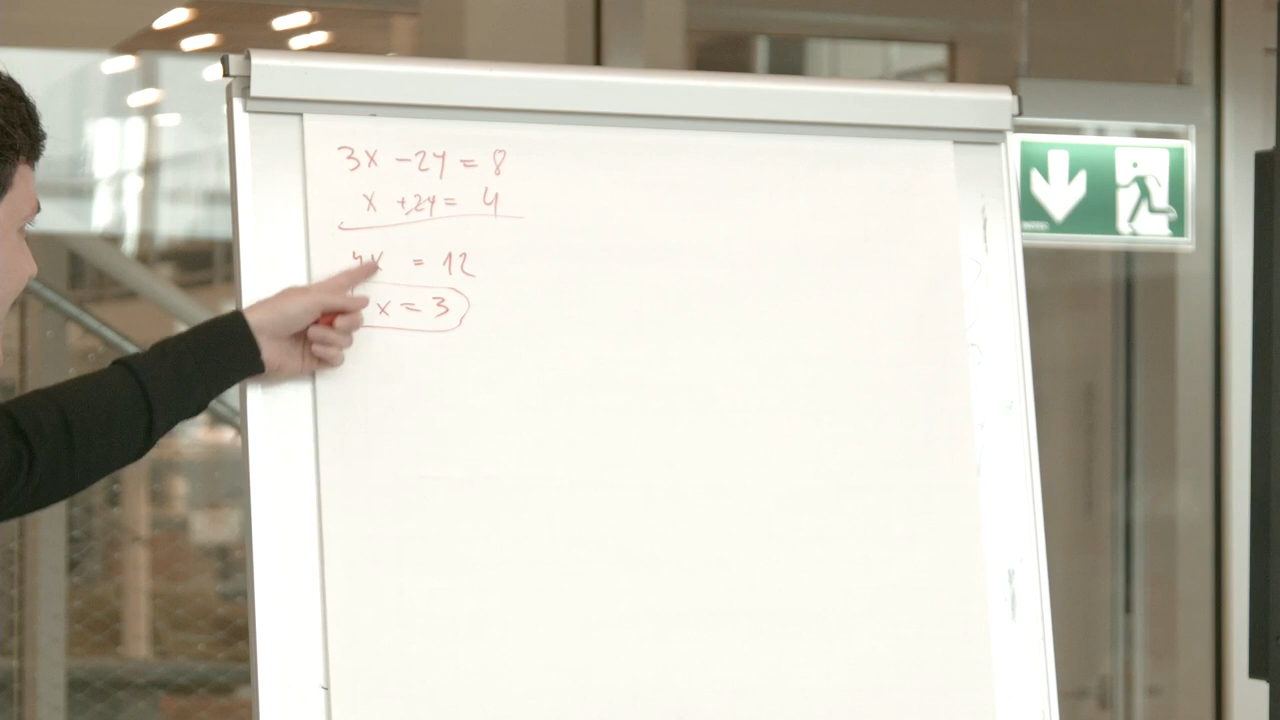 3x - 2y = 8
x + 2y = 4
4x = 12
x = 3